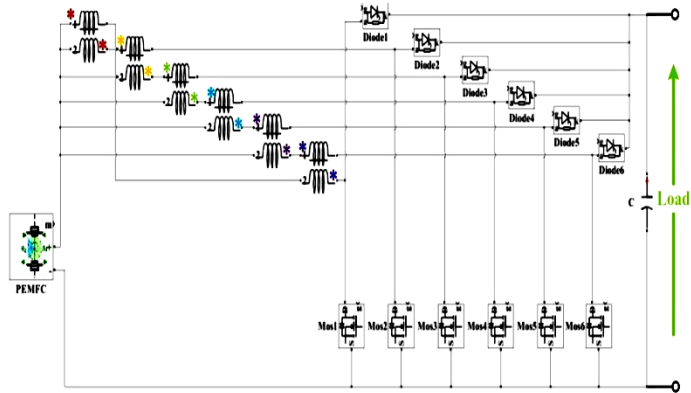 Diode1
Diode2
Diode3
Diode4
Diode5
Diode6
C
Load
m
+
-
PEMFC
Mos1
Mos2
Mos3
Mos4
Mos5
Mos6